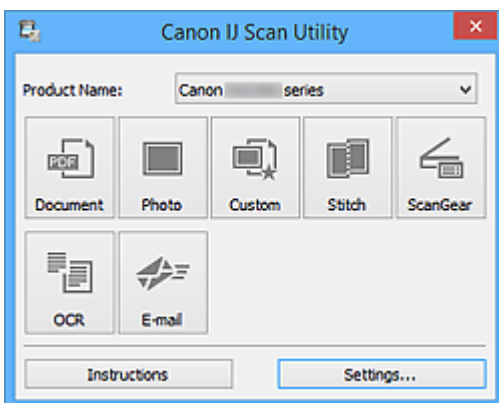 Canon IJ Scan Utility
Product Name: Canon series
PDF
Document Photo Custom Stitch ScanGear
OCR E-mail
Instructions Settings...